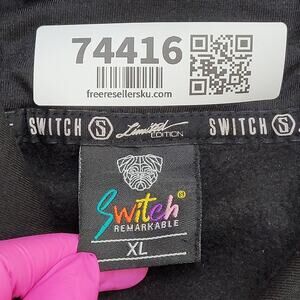 74416
freeresellersku.com
SWITCH S Limited EDITION SWITCH S
Switch
REMARKABLE
XL